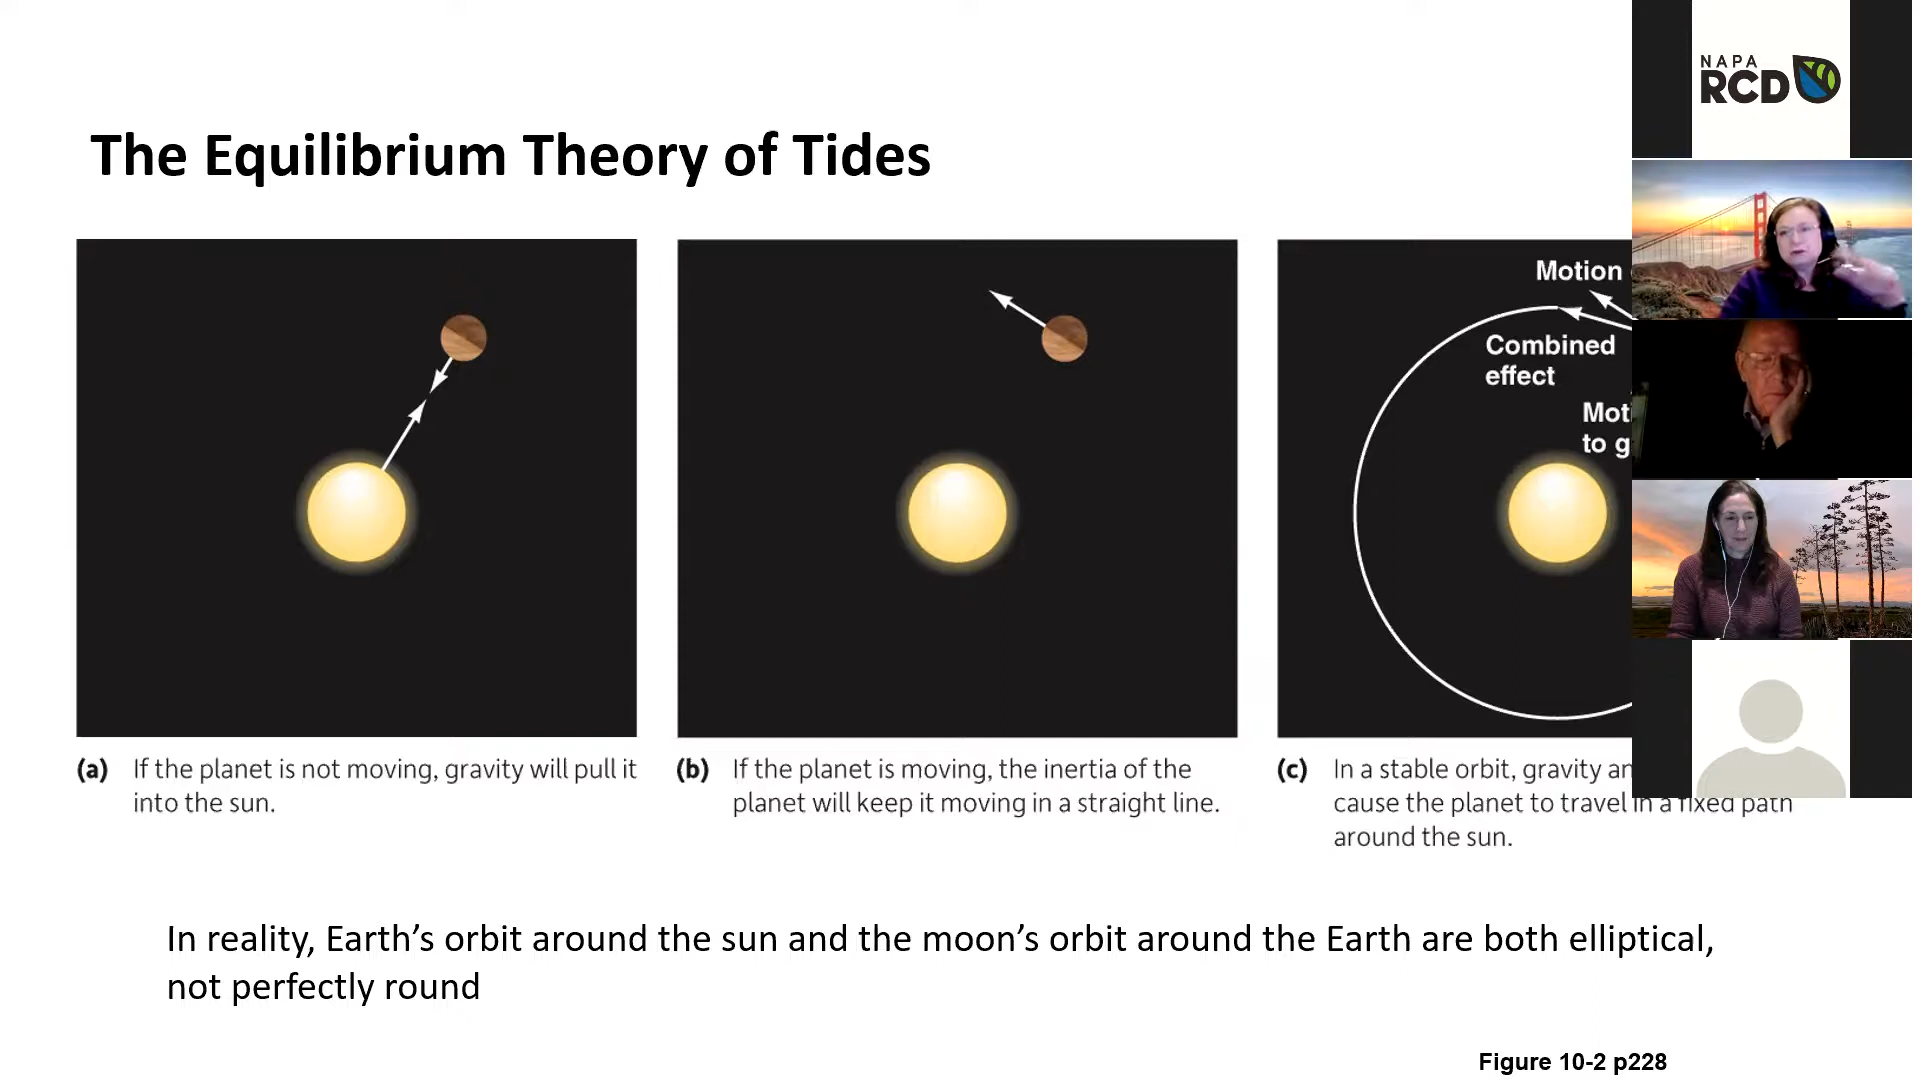 The Equilibrium Theory of Tides
NAPA
RCD
Motion
Combined
effect
to
(a) If the planet is not moving, gravity will pull it
into the sun.
(b) If the planet is moving, the inertia of the
planet will keep it moving in a straight line.
(c) In a stable orbit, gravity
cause the planet to travel in a fixed path
around the sun.
In reality, Earth’s orbit around the sun and the moon’s orbit around the Earth are both elliptical,
not perfectly round
Figure 10-2 p228